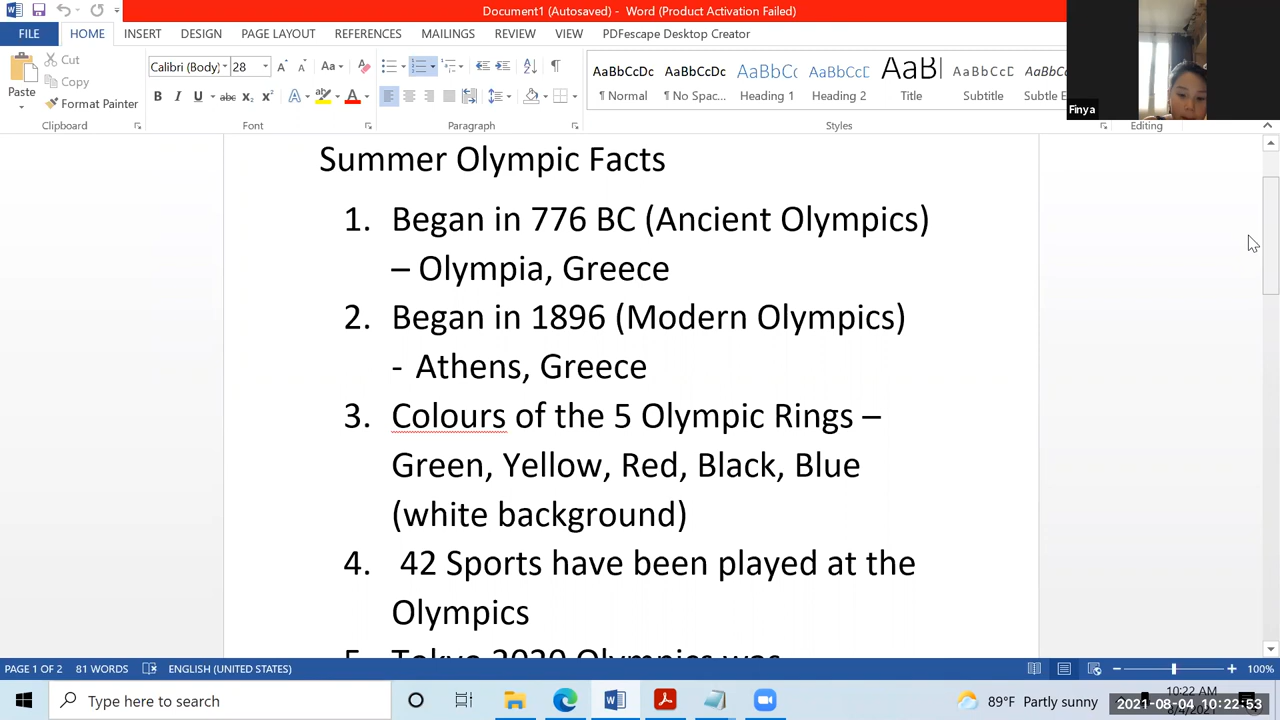 Document1 (Autosaved) - Word (Product Activation Failed)
FILE HOME INSERT DESIGN PAGE LAYOUT REFERENCES MAILINGS REVIEW VIEW PDFescape Desktop Creator
Paste
Cut
Copy
Format Painter
Clipboard
Calibri (Body) 28
Font
Paragraph
AaBbCcDc AaBbCcDc AaBbCc AaBbCcC AaB AaBbCcC
¶ Normal ¶ No Spac... Heading 1 Heading 2 Title Subtitle Subtle
Styles
Editing
Finya
Summer Olympic Facts
1. Began in 776 BC (Ancient Olympics)
– Olympia, Greece
2. Began in 1896 (Modern Olympics)
- Athens, Greece
3. Colours of the 5 Olympic Rings –
Green, Yellow, Red, Black, Blue
(white background)
4. 42 Sports have been played at the
Olympics
5. Tokyo 2020 Olympics was
PAGE 1 OF 2 81 WORDS ENGLISH (UNITED STATES) 100%
Type here to search
89°F Partly sunny
10:22 AM
8/4/2021
2021-08-04 10:22:53